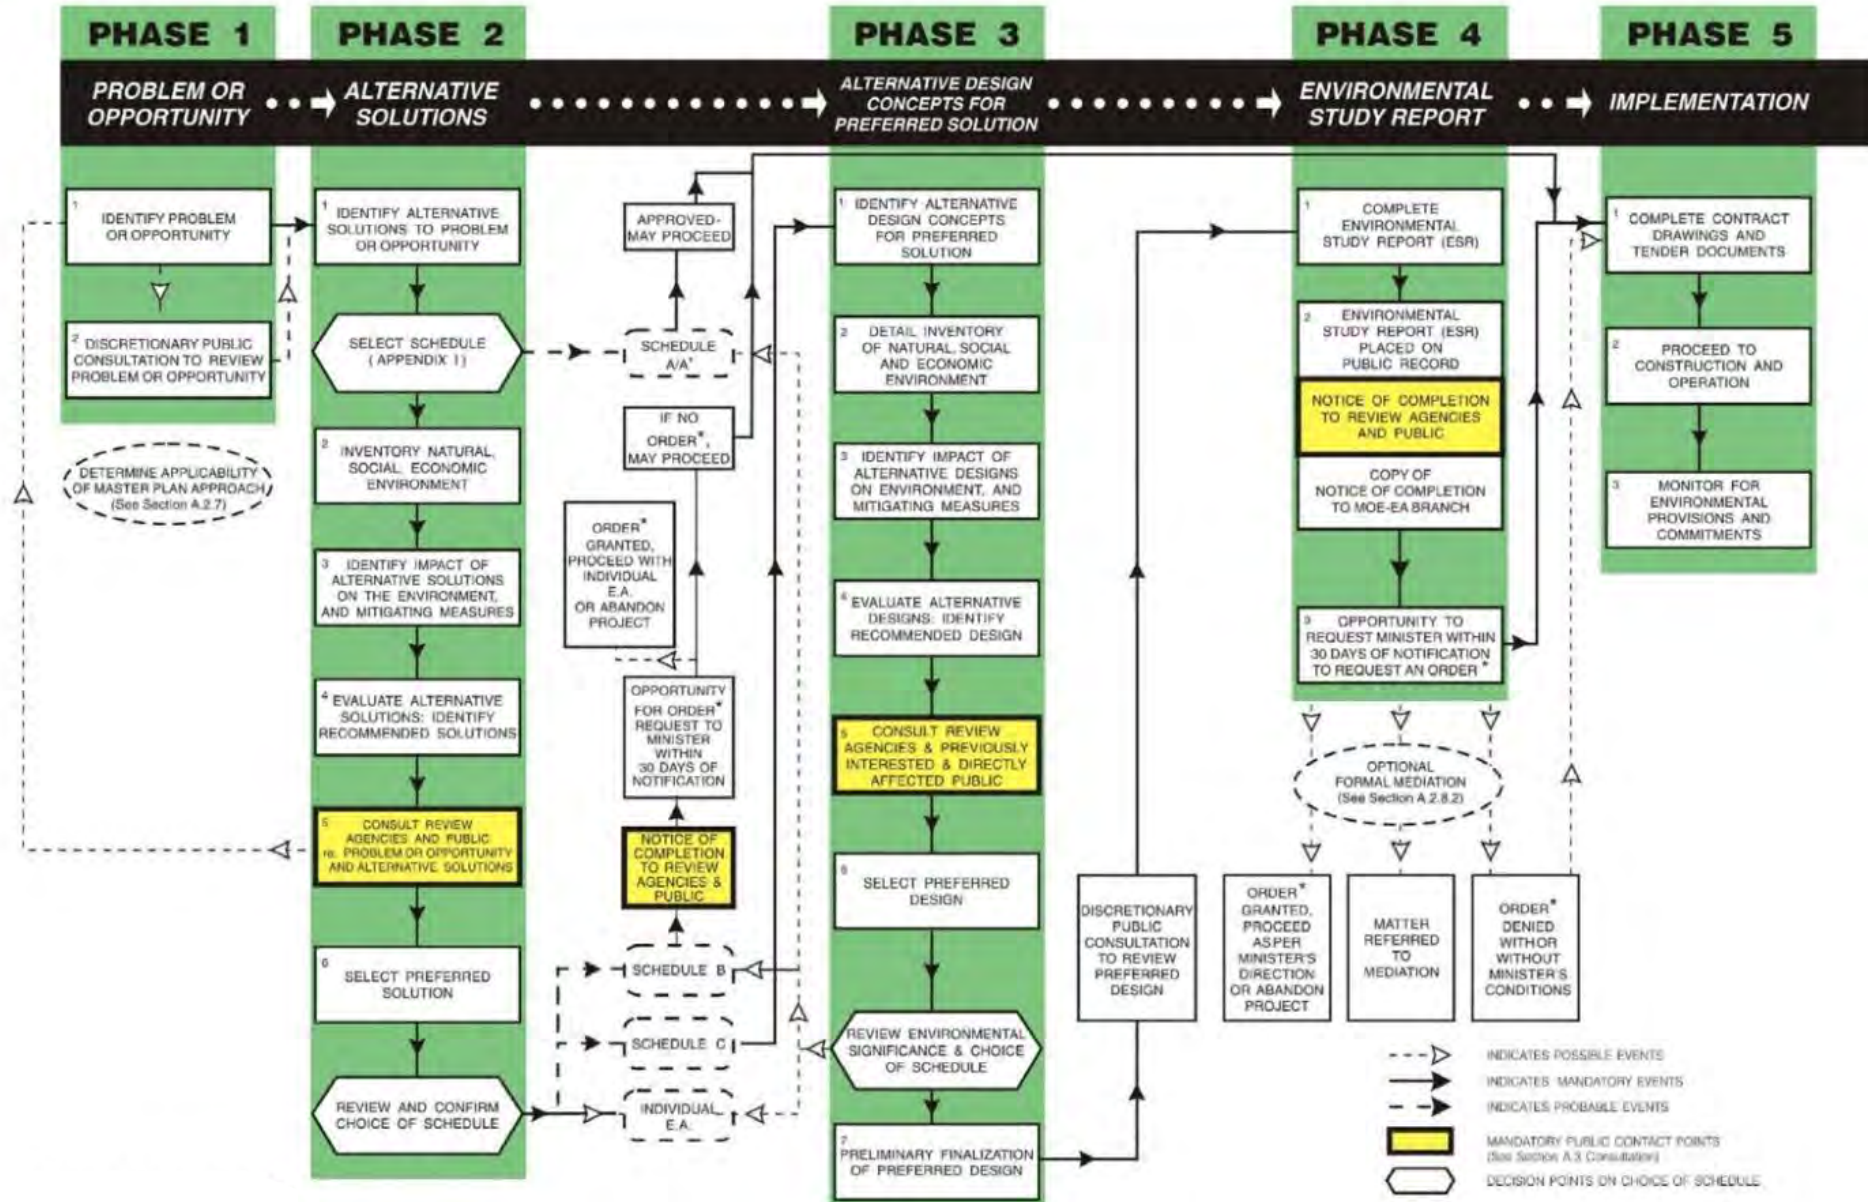 PHASE 1
PHASE 2
PHASE 3
PHASE 4
PHASE 5
PROBLEM OR
OPPORTUNITY
ALTERNATIVE
SOLUTIONS
ALTERNATIVE DESIGN
CONCEPTS FOR
PREFERRED SOLUTION
ENVIRONMENTAL
STUDY REPORT
IMPLEMENTATION
1
IDENTIFY PROBLEM
OR OPPORTUNITY
2
DISCRETIONARY PUBLIC
CONSULTATION TO REVIEW
PROBLEM OR OPPORTUNITY
DETERMINE APPLICABILITY
OF MASTER PLAN APPROACH
(See Section A.2.7)
1
IDENTIFY ALTERNATIVE
SOLUTIONS TO PROBLEM
OR OPPORTUNITY
SELECT SCHEDULE
(APPENDIX I)
2
INVENTORY NATURAL,
SOCIAL, ECONOMIC
ENVIRONMENT
3
IDENTIFY IMPACT OF
ALTERNATIVE SOLUTIONS
ON THE ENVIRONMENT,
AND MITIGATING MEASURES
4
EVALUATE ALTERNATIVE
SOLUTIONS: IDENTIFY
RECOMMENDED SOLUTIONS
5
CONSULT REVIEW
AGENCIES AND PUBLIC
re: PROBLEM OR OPPORTUNITY
AND ALTERNATIVE SOLUTIONS
6
SELECT PREFERRED
SOLUTION
REVIEW AND CONFIRM
CHOICE OF SCHEDULE
APPROVED-
MAY PROCEED
SCHEDULE
A/A+
IF NO
ORDER*,
MAY PROCEED
ORDER*
GRANTED,
PROCEED WITH
INDIVIDUAL
E.A.
OR ABANDON
PROJECT
OPPORTUNITY
FOR ORDER*
REQUEST TO
MINISTER
WITHIN
30 DAYS OF
NOTIFICATION
NOTICE OF
COMPLETION
TO REVIEW
AGENCIES &
PUBLIC
SCHEDULE B
SCHEDULE C
INDIVIDUAL
E.A.
1
IDENTIFY ALTERNATIVE
DESIGN CONCEPTS
FOR PREFERRED
SOLUTION
2
DETAIL INVENTORY
OF NATURAL, SOCIAL
AND ECONOMIC
ENVIRONMENT
3
IDENTIFY IMPACT OF
ALTERNATIVE DESIGNS
ON ENVIRONMENT, AND
MITIGATING MEASURES
4
EVALUATE ALTERNATIVE
DESIGNS: IDENTIFY
RECOMMENDED DESIGN
5
CONSULT REVIEW
AGENCIES & PREVIOUSLY
INTERESTED & DIRECTLY
AFFECTED PUBLIC
6
SELECT PREFERRED
DESIGN
REVIEW ENVIRONMENTAL
SIGNIFICANCE & CHOICE
OF SCHEDULE
7
PRELIMINARY FINALIZATION
OF PREFERRED DESIGN
DISCRETIONARY
PUBLIC
CONSULTATION
TO REVIEW
PREFERRED
DESIGN
1
COMPLETE
ENVIRONMENTAL
STUDY REPORT (ESR)
2
ENVIRONMENTAL
STUDY REPORT (ESR)
PLACED ON
PUBLIC RECORD
NOTICE OF COMPLETION
TO REVIEW AGENCIES
AND PUBLIC
COPY OF
NOTICE OF COMPLETION
TO MOE-EA BRANCH
3
OPPORTUNITY TO
REQUEST MINISTER WITHIN
30 DAYS OF NOTIFICATION
TO REQUEST AN ORDER*
OPTIONAL
FORMAL MEDIATION
(See Section A.2.8.2)
ORDER*
GRANTED,
PROCEED
AS PER
MINISTER'S
DIRECTION
OR ABANDON
PROJECT
MATTER
REFERRED
TO
MEDIATION
ORDER*
DENIED
WITH OR
WITHOUT
MINISTER'S
CONDITIONS
1
COMPLETE CONTRACT
DRAWINGS AND
TENDER DOCUMENTS
2
PROCEED TO
CONSTRUCTION AND
OPERATION
3
MONITOR FOR
ENVIRONMENTAL
PROVISIONS AND
COMMITMENTS
INDICATES POSSIBLE EVENTS
INDICATES MANDATORY EVENTS
INDICATES PROBABLE EVENTS
MANDATORY PUBLIC CONTACT POINTS
(See Section A.3 Consultation)
DECISION POINTS ON CHOICE OF SCHEDULE